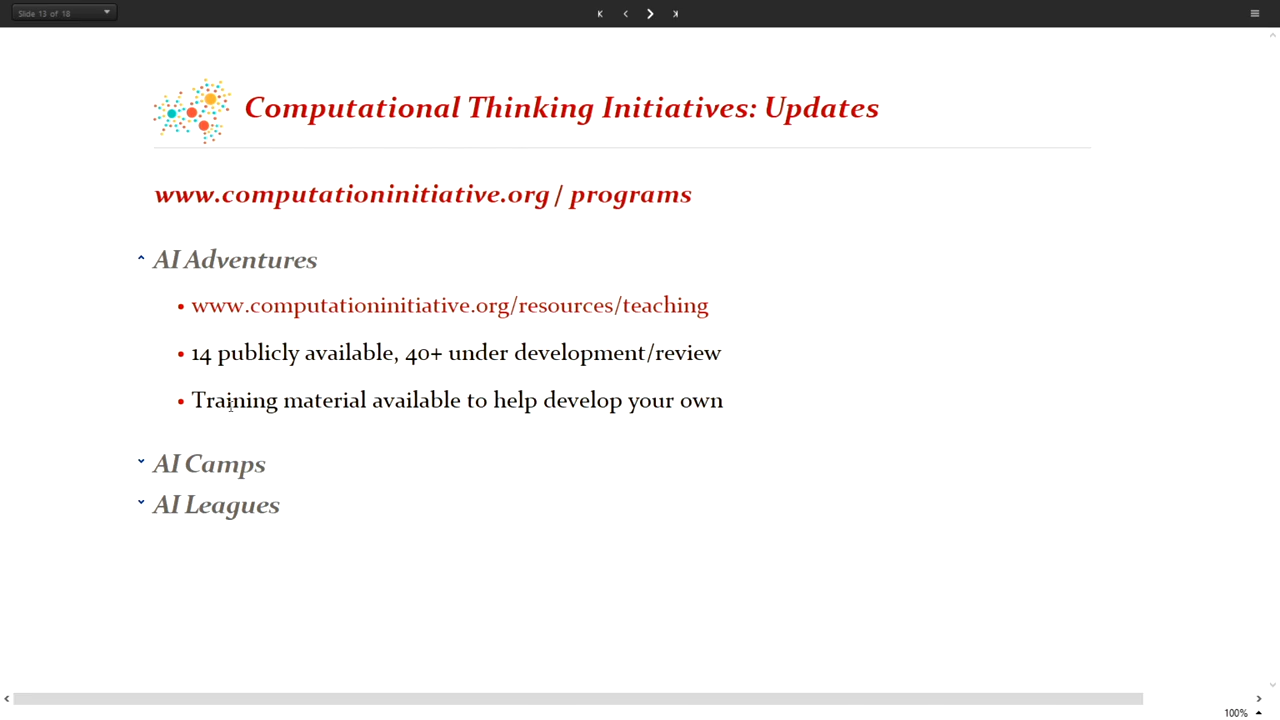 Slide 13 of 18
Computational Thinking Initiatives: Updates
www.computationinitiative.org / programs
AI Adventures
• www.computationinitiative.org/resources/teaching
• 14 publicly available, 40+ under development/review
• Training material available to help develop your own
AI Camps
AI Leagues
100%